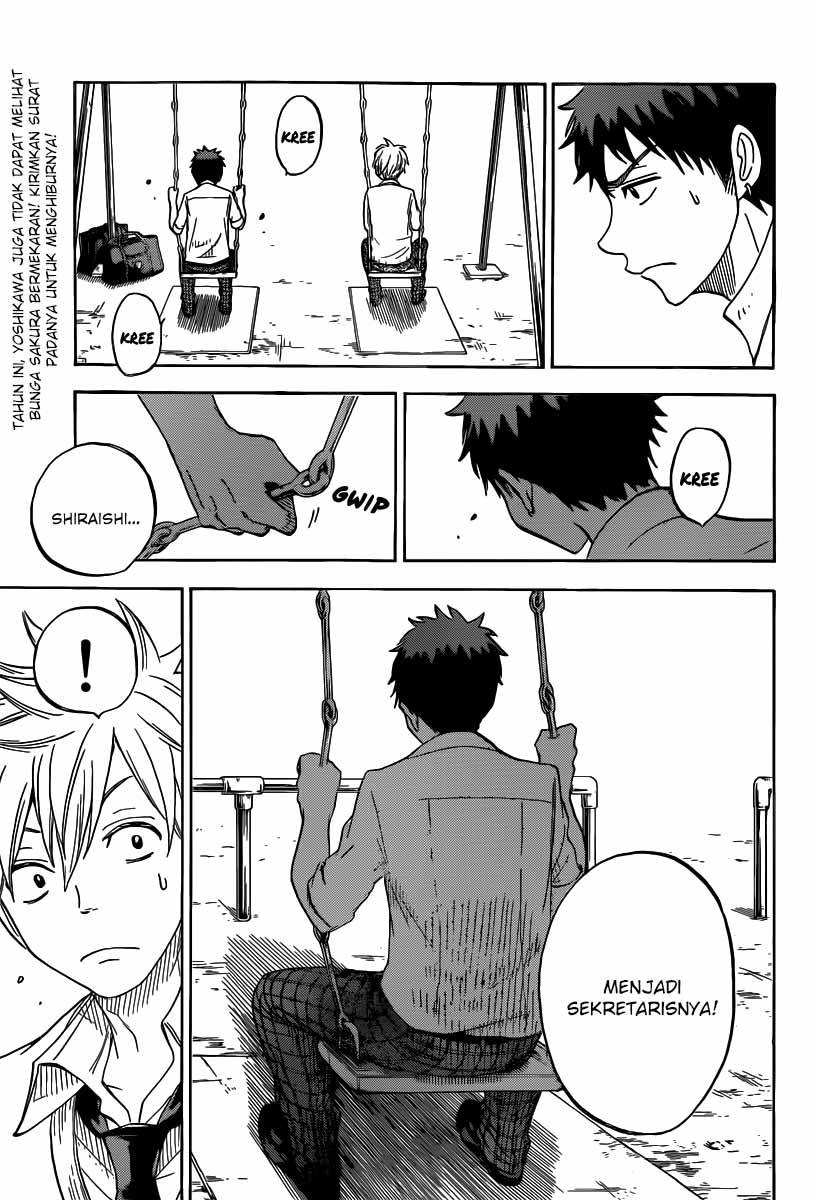 TAHUN INI, YOSHIKAWA JUGA TIDAK DAPAT MELIHAT
BUNGA SAKURA BERMEKARAN! KIRIMKAN SURAT
PADANYA UNTUK MENGHIBURNYA!
KREE
KREE
KREE
GWIP
SHIRAISHI...
MENJADI
SEKRETARISNYA!
!